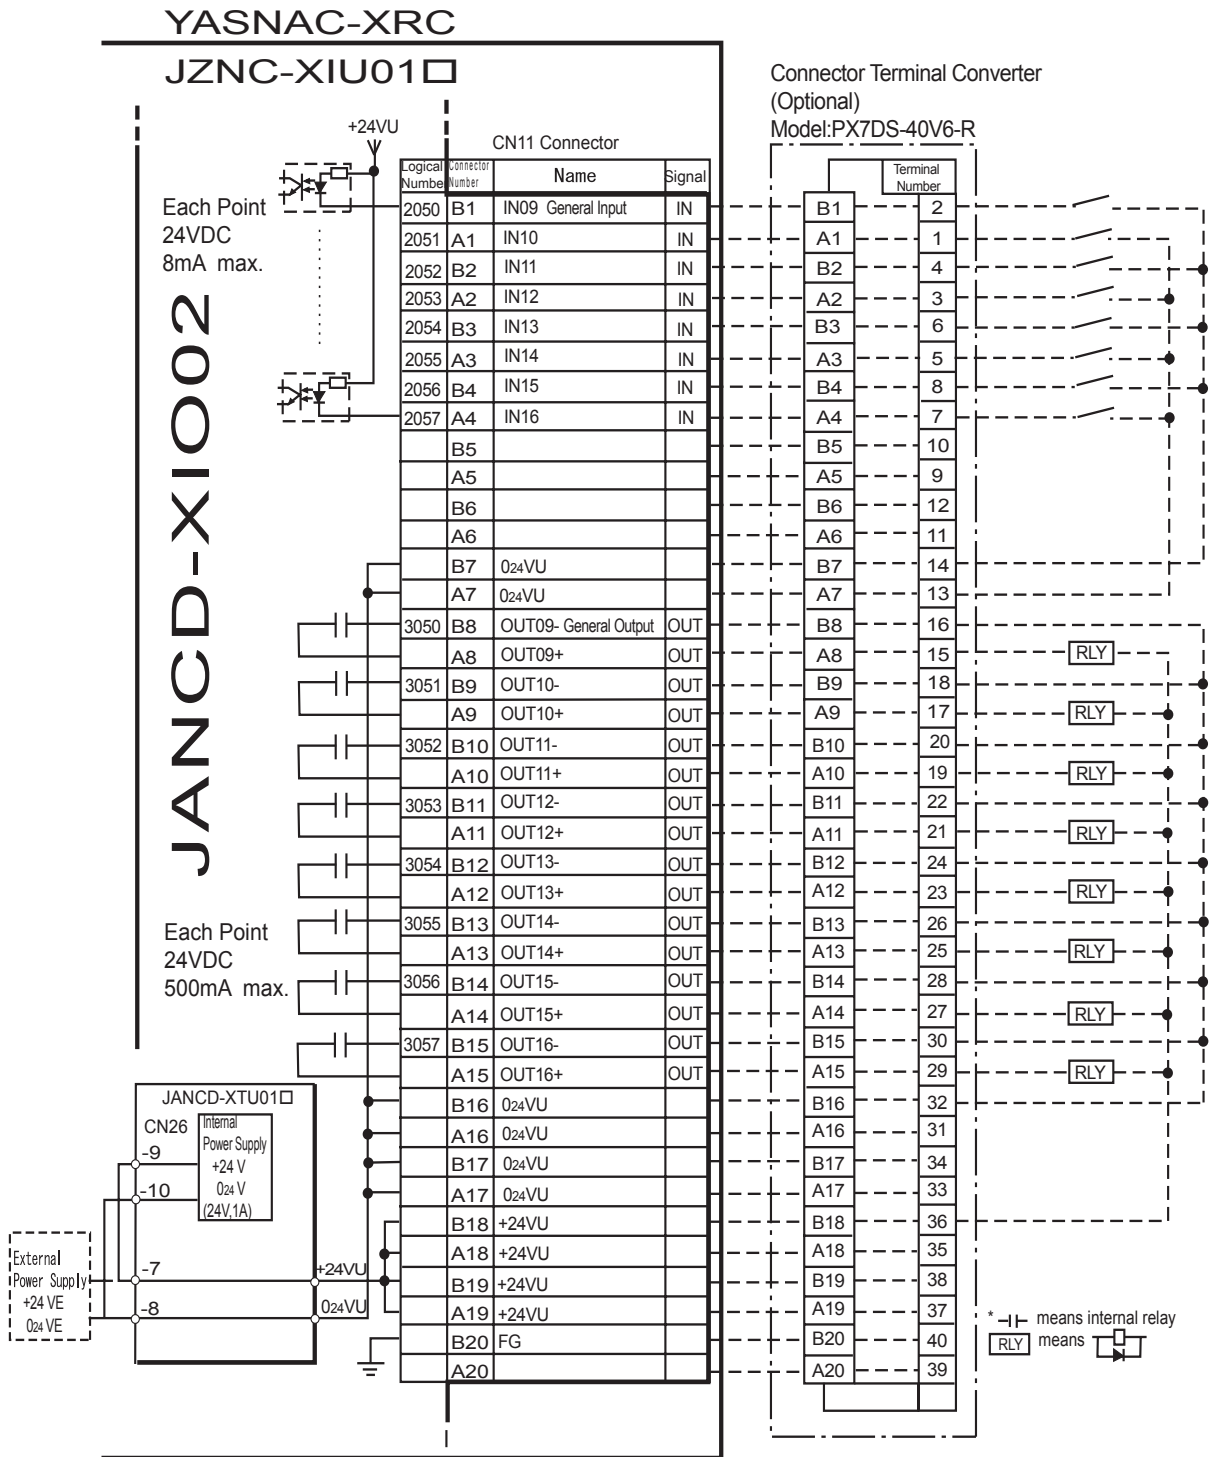 YASNAC-XRC
JZNC-XIU01□
Connector Terminal Converter
(Optional)
Model:PX7DS-40V6-R
+24VU
CN11 Connector
Logical Number Connector Number Name Signal
Terminal Number
Each Point
24VDC
8mA max.
JANCD-XIO02
2050 B1 IN09 General Input IN B1 2
2051 A1 IN10 IN A1 1
2052 B2 IN11 IN B2 4
2053 A2 IN12 IN A2 3
2054 B3 IN13 IN B3 6
2055 A3 IN14 IN A3 5
2056 B4 IN15 IN B4 8
2057 A4 IN16 IN A4 7
B5 B5 10
A5 A5 9
B6 B6 12
A6 A6 11
B7 024VU B7 14
A7 024VU A7 13
3050 B8 OUT09- General Output OUT B8 16
A8 OUT09+ OUT A8 15 RLY
3051 B9 OUT10- OUT B9 18
A9 OUT10+ OUT A9 17 RLY
3052 B10 OUT11- OUT B10 20
A10 OUT11+ OUT A10 19 RLY
3053 B11 OUT12- OUT B11 22
A11 OUT12+ OUT A11 21 RLY
3054 B12 OUT13- OUT B12 24
A12 OUT13+ OUT A12 23 RLY
3055 B13 OUT14- OUT B13 26
A13 OUT14+ OUT A13 25 RLY
3056 B14 OUT15- OUT B14 28
A14 OUT15+ OUT A14 27 RLY
3057 B15 OUT16- OUT B15 30
A15 OUT16+ OUT A15 29 RLY
B16 024VU B16 32
A16 024VU A16 31
B17 024VU B17 34
A17 024VU A17 33
B18 +24VU B18 36
A18 +24VU A18 35
B19 +24VU B19 38
A19 +24VU A19 37
B20 FG B20 40
A20 A20 39
Each Point
24VDC
500mA max.
JANCD-XTU01□
CN26
Internal
Power Supply
+24 V
024 V
(24V,1A)
-9
-10
-7
-8
+24VU
024VU
External
Power Supply
+24 VE
024 VE
* means internal relay
RLY means